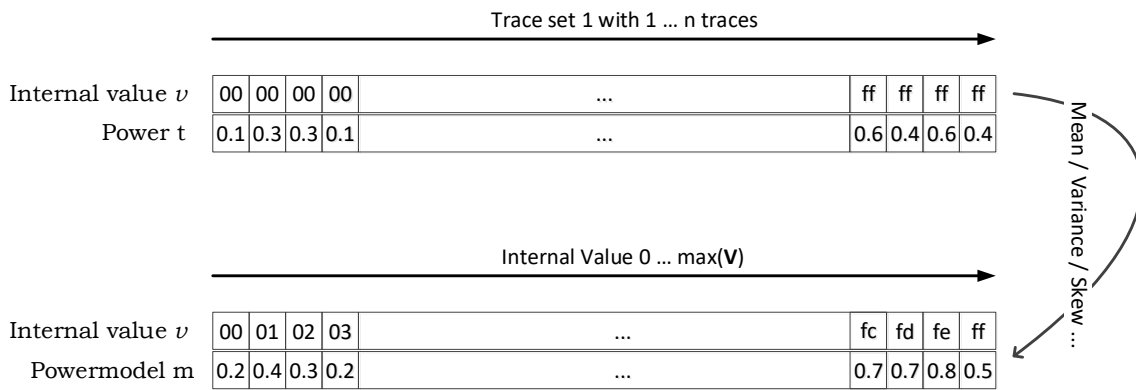 Trace set 1 with 1 ... n traces
Internal value v 00 00 00 00 ... ff ff ff ff
Power t 0.1 0.3 0.3 0.1 ... 0.6 0.4 0.6 0.4
Mean / Variance / Skew ...
Internal Value 0 ... max(V)
Internal value v 00 01 02 03 ... fc fd fe ff
Powermodel m 0.2 0.4 0.3 0.2 ... 0.7 0.7 0.8 0.5